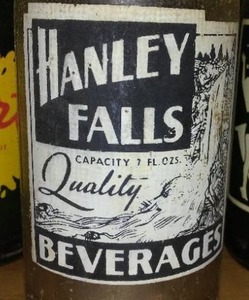 HANLEY
FALLS
CAPACITY 7 FL. OZS.
Quality
BEVERAGES